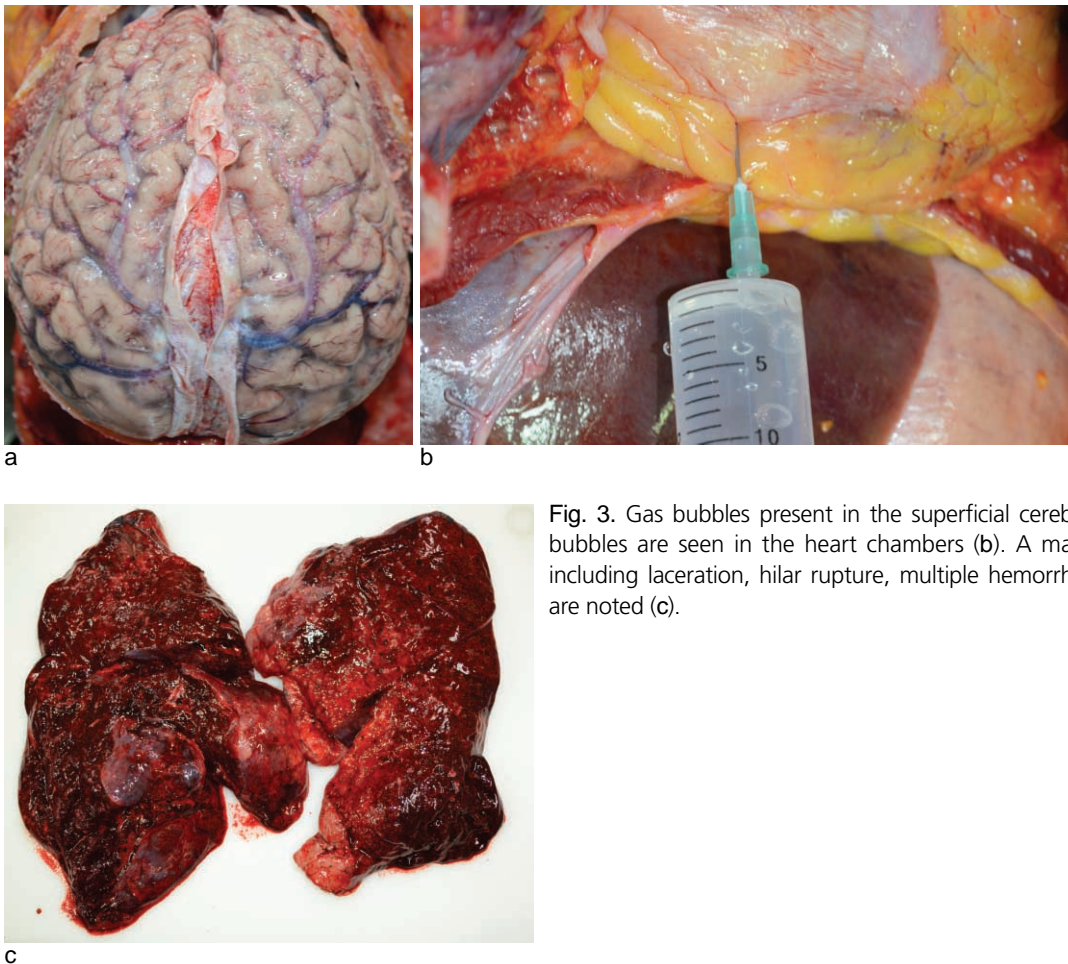 a
b
5
10
c
Fig. 3. Gas bubbles present in the superficial cereb
bubbles are seen in the heart chambers (b). A ma
including laceration, hilar rupture, multiple hemorrh
are noted (c).